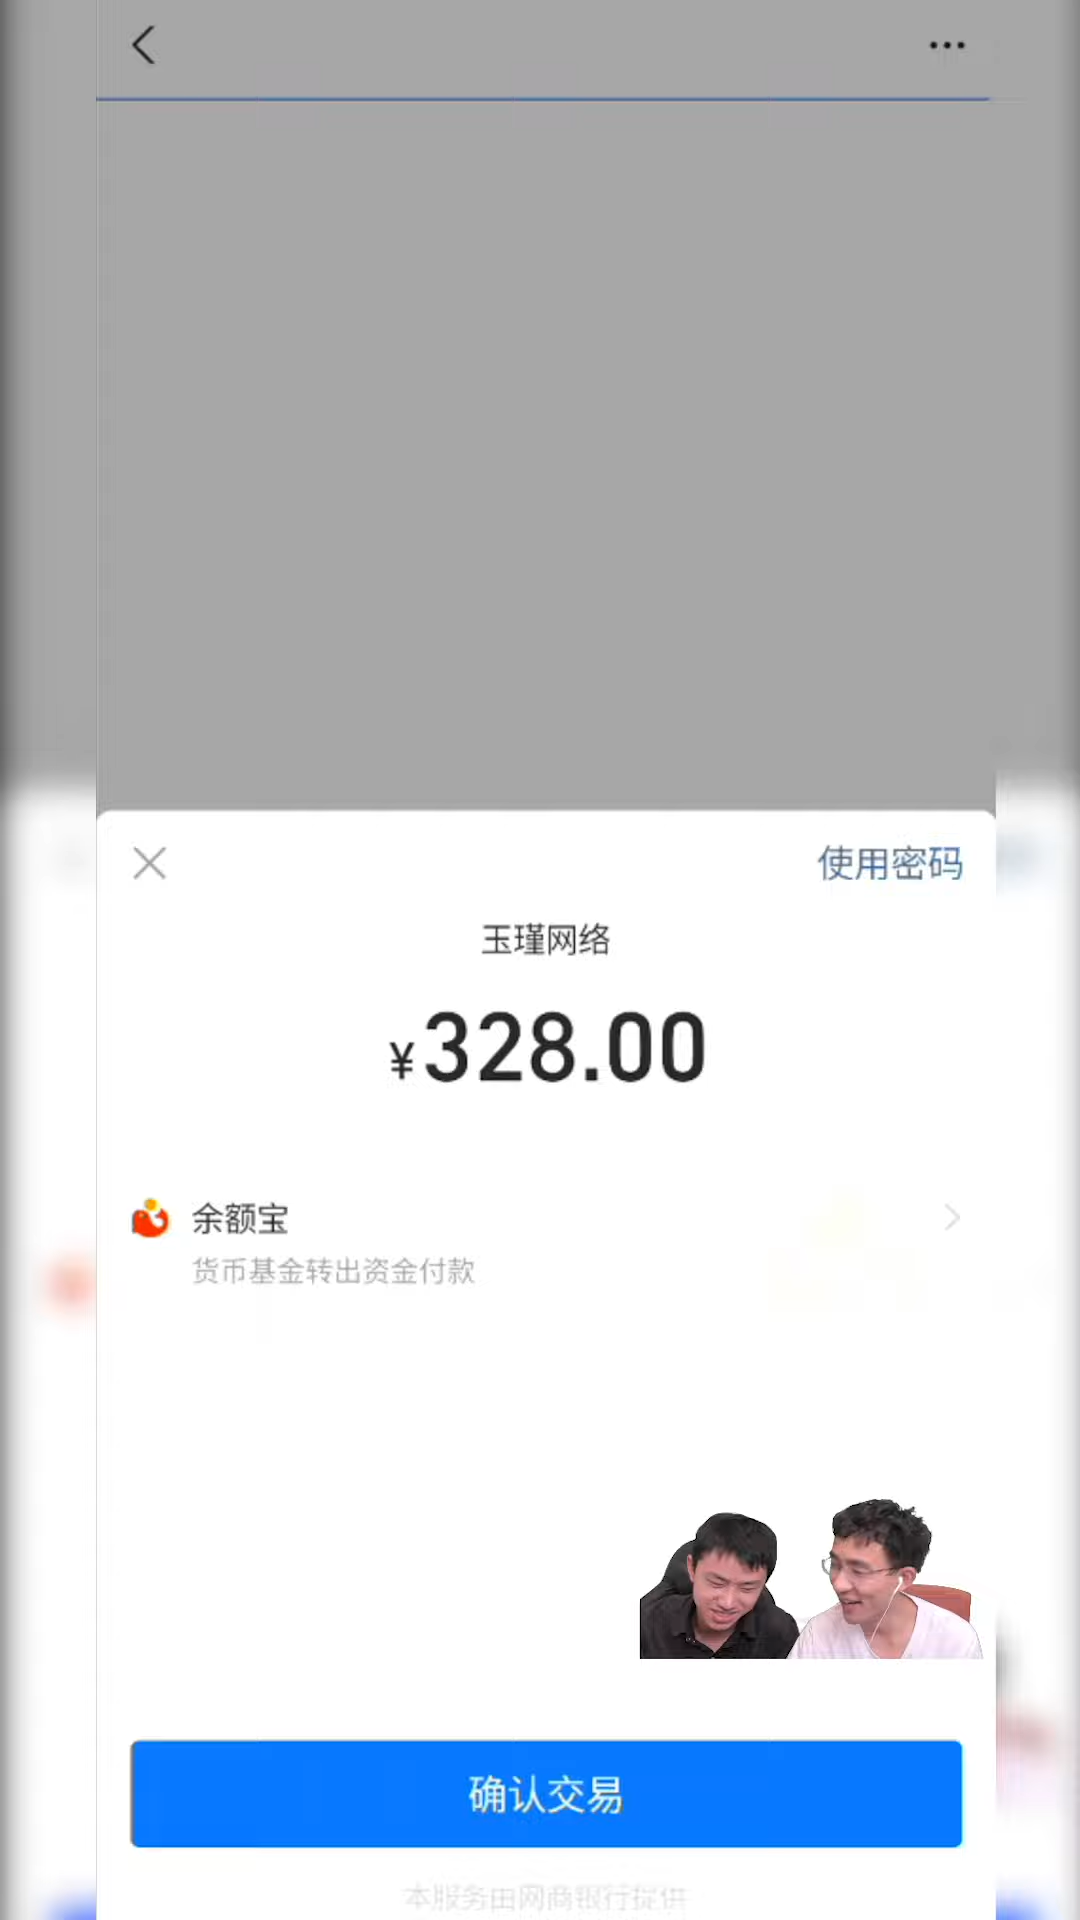 使用密码
玉瑾网络
¥328.00
余额宝
货币基金转出资金付款
确认交易
本服务由网商银行提供